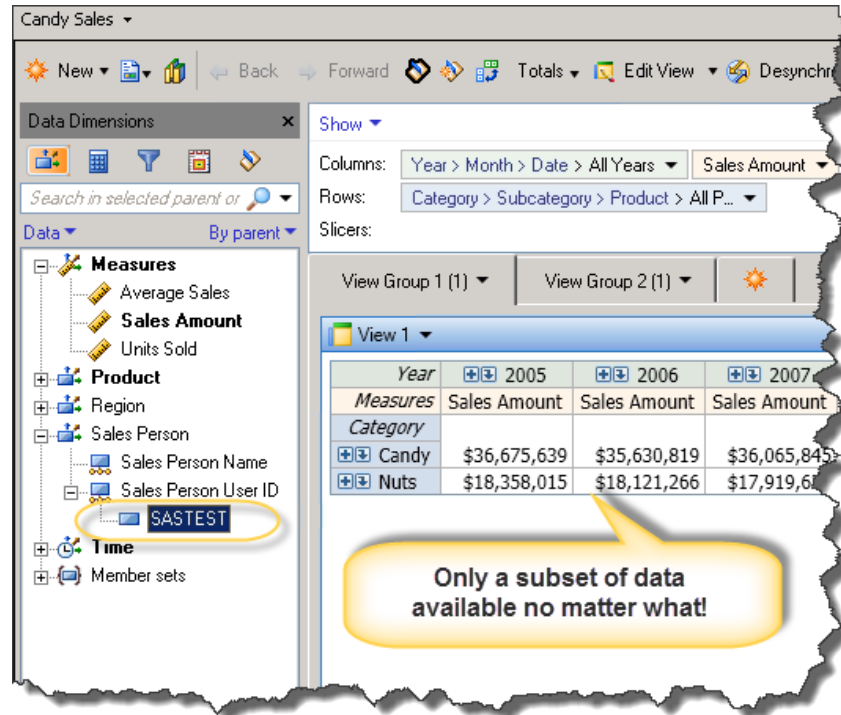 Candy Sales
New Back Forward Totals Edit View
Data Dimensions
Search in selected parent or
Data By parent
Measures
Average Sales
Sales Amount
Units Sold
Product
Region
Sales Person
Sales Person Name
Sales Person User ID
SASTEST
Time
Member sets
Show
Columns: Year > Month > Date > All Years Sales Amount
Rows: Category > Subcategory > Product > All P...
Slicers:
View Group 1 (1) View Group 2 (1)
View 1
Year 2005 2006 2007
Measures Sales Amount Sales Amount Sales Amount
Category
Candy $36,675,639 $35,630,819 $36,065,845
Nuts $18,358,015 $18,121,266
Only a subset of data
available no matter what!